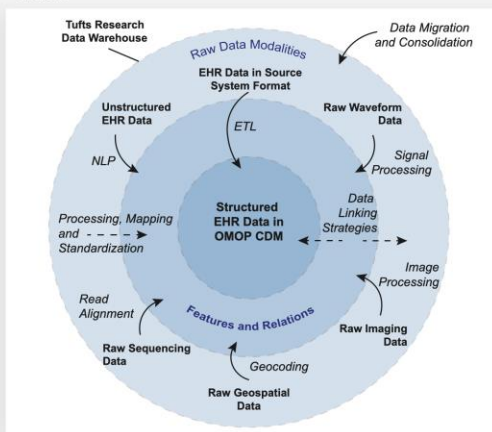 Tufts Research
Data Warehouse
Raw Data Modalities
Data Migration
and Consolidation
EHR Data in Source
System Format
Unstructured
EHR Data
Raw Waveform
Data
ETL
NLP
Signal
Processing
Structured
EHR Data in
OMOP CDM
Data
Linking
Strategies
Processing, Mapping
and
Standardization
Image
Processing
Read
Alignment
Features and Relations
Raw Imaging
Data
Raw Sequencing
Data
Geocoding
Raw Geospatial
Data